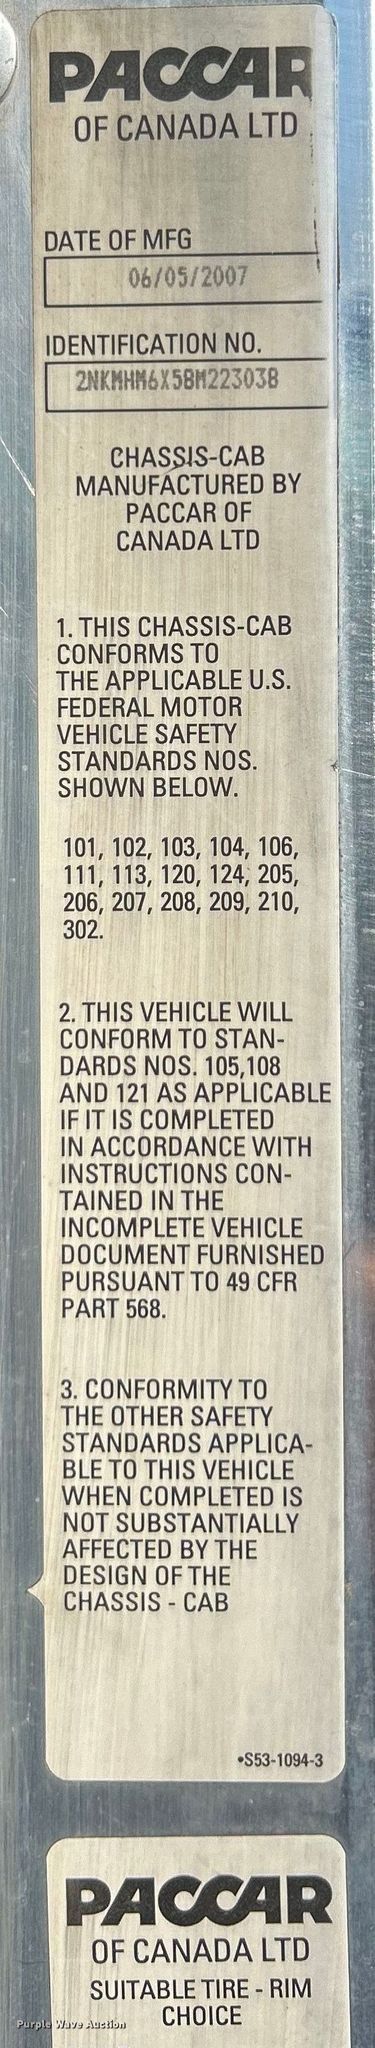 PACCAR
OF CANADA LTD
DATE OF MFG
06/05/2007
IDENTIFICATION NO.
2NKMHM6X58M223038
CHASSIS-CAB
MANUFACTURED BY
PACCAR OF
CANADA LTD
1. THIS CHASSIS-CAB
CONFORMS TO
THE APPLICABLE U.S.
FEDERAL MOTOR
VEHICLE SAFETY
STANDARDS NOS.
SHOWN BELOW.
101, 102, 103, 104, 106,
111, 113, 120, 124, 205,
206, 207, 208, 209, 210,
302.
2. THIS VEHICLE WILL
CONFORM TO STAN-
DARDS NOS. 105,108
AND 121 AS APPLICABLE
IF IT IS COMPLETED
IN ACCORDANCE WITH
INSTRUCTIONS CON-
TAINED IN THE
INCOMPLETE VEHICLE
DOCUMENT FURNISHED
PURSUANT TO 49 CFR
PART 568.
3. CONFORMITY TO
THE OTHER SAFETY
STANDARDS APPLICA-
BLE TO THIS VEHICLE
WHEN COMPLETED IS
NOT SUBSTANTIALLY
AFFECTED BY THE
DESIGN OF THE
CHASSIS - CAB
•S53-1094-3
PACCAR
OF CANADA LTD
SUITABLE TIRE - RIM
CHOICE
Purple Wave Auction